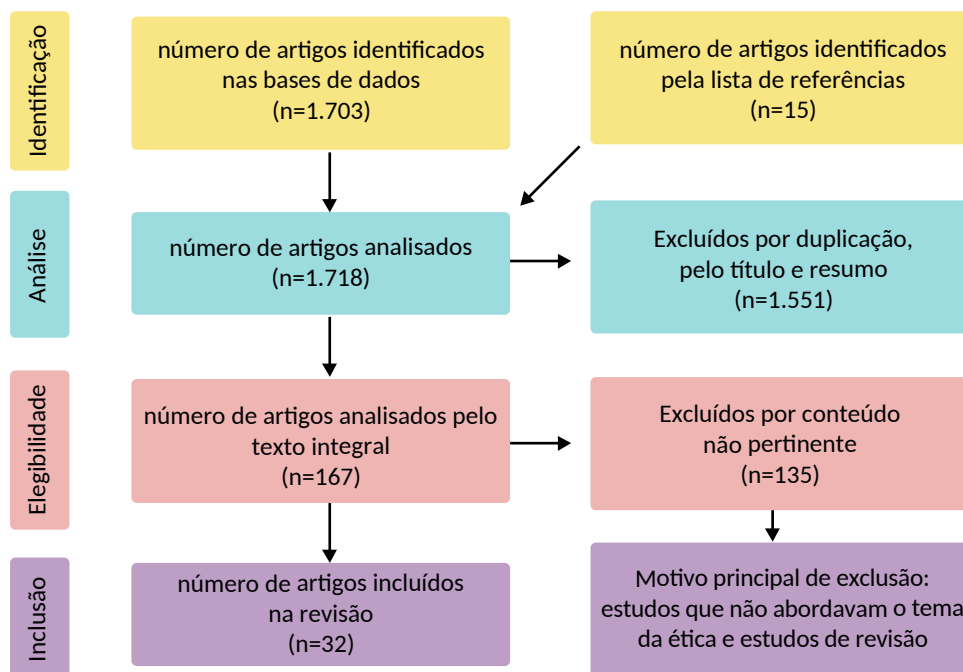 Identificação
número de artigos identificados
nas bases de dados
(n=1.703)
número de artigos identificados
pela lista de referências
(n=15)
Análise
número de artigos analisados
(n=1.718)
Excluídos por duplicação,
pelo título e resumo
(n=1.551)
Elegibilidade
número de artigos analisados pelo
texto integral
(n=167)
Excluídos por conteúdo
não pertinente
(n=135)
Inclusão
número de artigos incluídos
na revisão
(n=32)
Motivo principal de exclusão:
estudos que não abordavam o tema
da ética e estudos de revisão